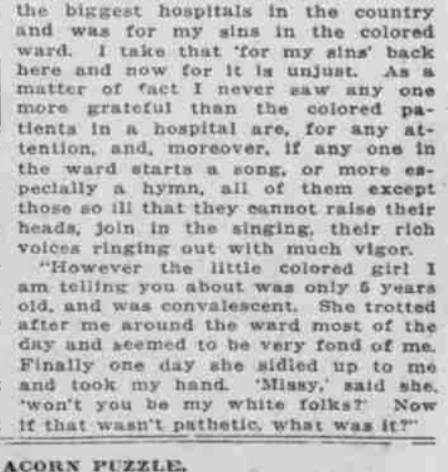 the biggest hospitals in the country
and was for my sins in the colored
ward. I take that 'for my sins' back
here and now for it is unjust. As a
matter of fact I never saw any one
more grateful than the colored pa-
tients in a hospital are, for any at-
tention, and, moreover, if any one in
the ward starts a song, or more es-
pecially a hymn, all of them except
those so ill that they cannot raise their
heads, join in the singing, their rich
voices ringing out with much vigor.
"However the little colored girl I
am telling you about was only 5 years
old, and was convalescent. She trotted
after me around the ward most of the
day and seemed to be very fond of me.
Finally one day she sidled up to me
and took my hand. 'Missy,' said she,
'won't you be my white folks?' Now
if that wasn't pathetic, what was it?"
ACORN PUZZLE.